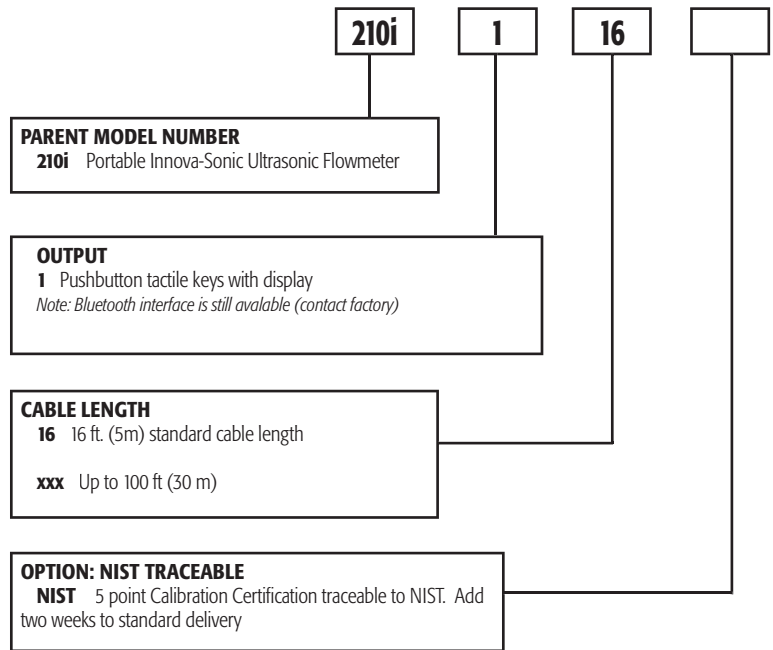 210i 1 16
PARENT MODEL NUMBER
210i Portable Innova-Sonic Ultrasonic Flowmeter
OUTPUT
1 Pushbutton tactile keys with display
Note: Bluetooth interface is still avalable (contact factory)
CABLE LENGTH
16 16 ft. (5m) standard cable length
xxx Up to 100 ft (30 m)
OPTION: NIST TRACEABLE
NIST 5 point Calibration Certification traceable to NIST. Add
two weeks to standard delivery